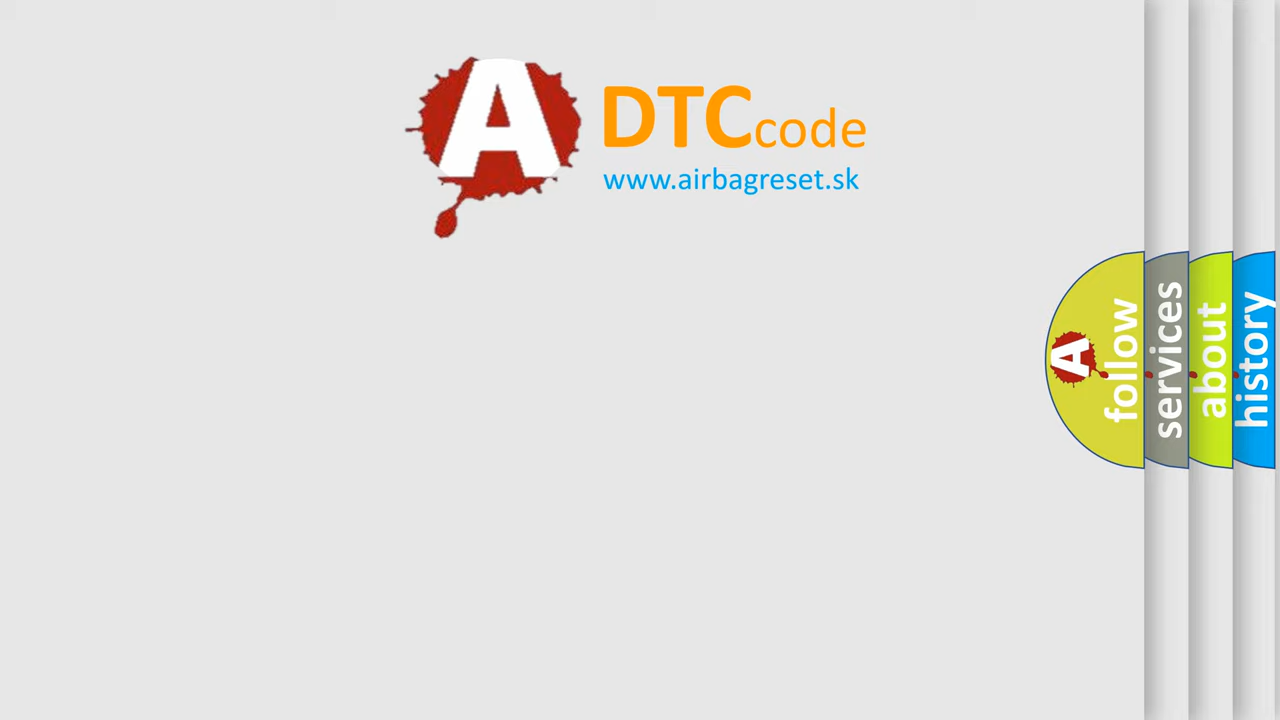 A
DTCcode
www.airbagreset.sk
A
follow
services
about
history